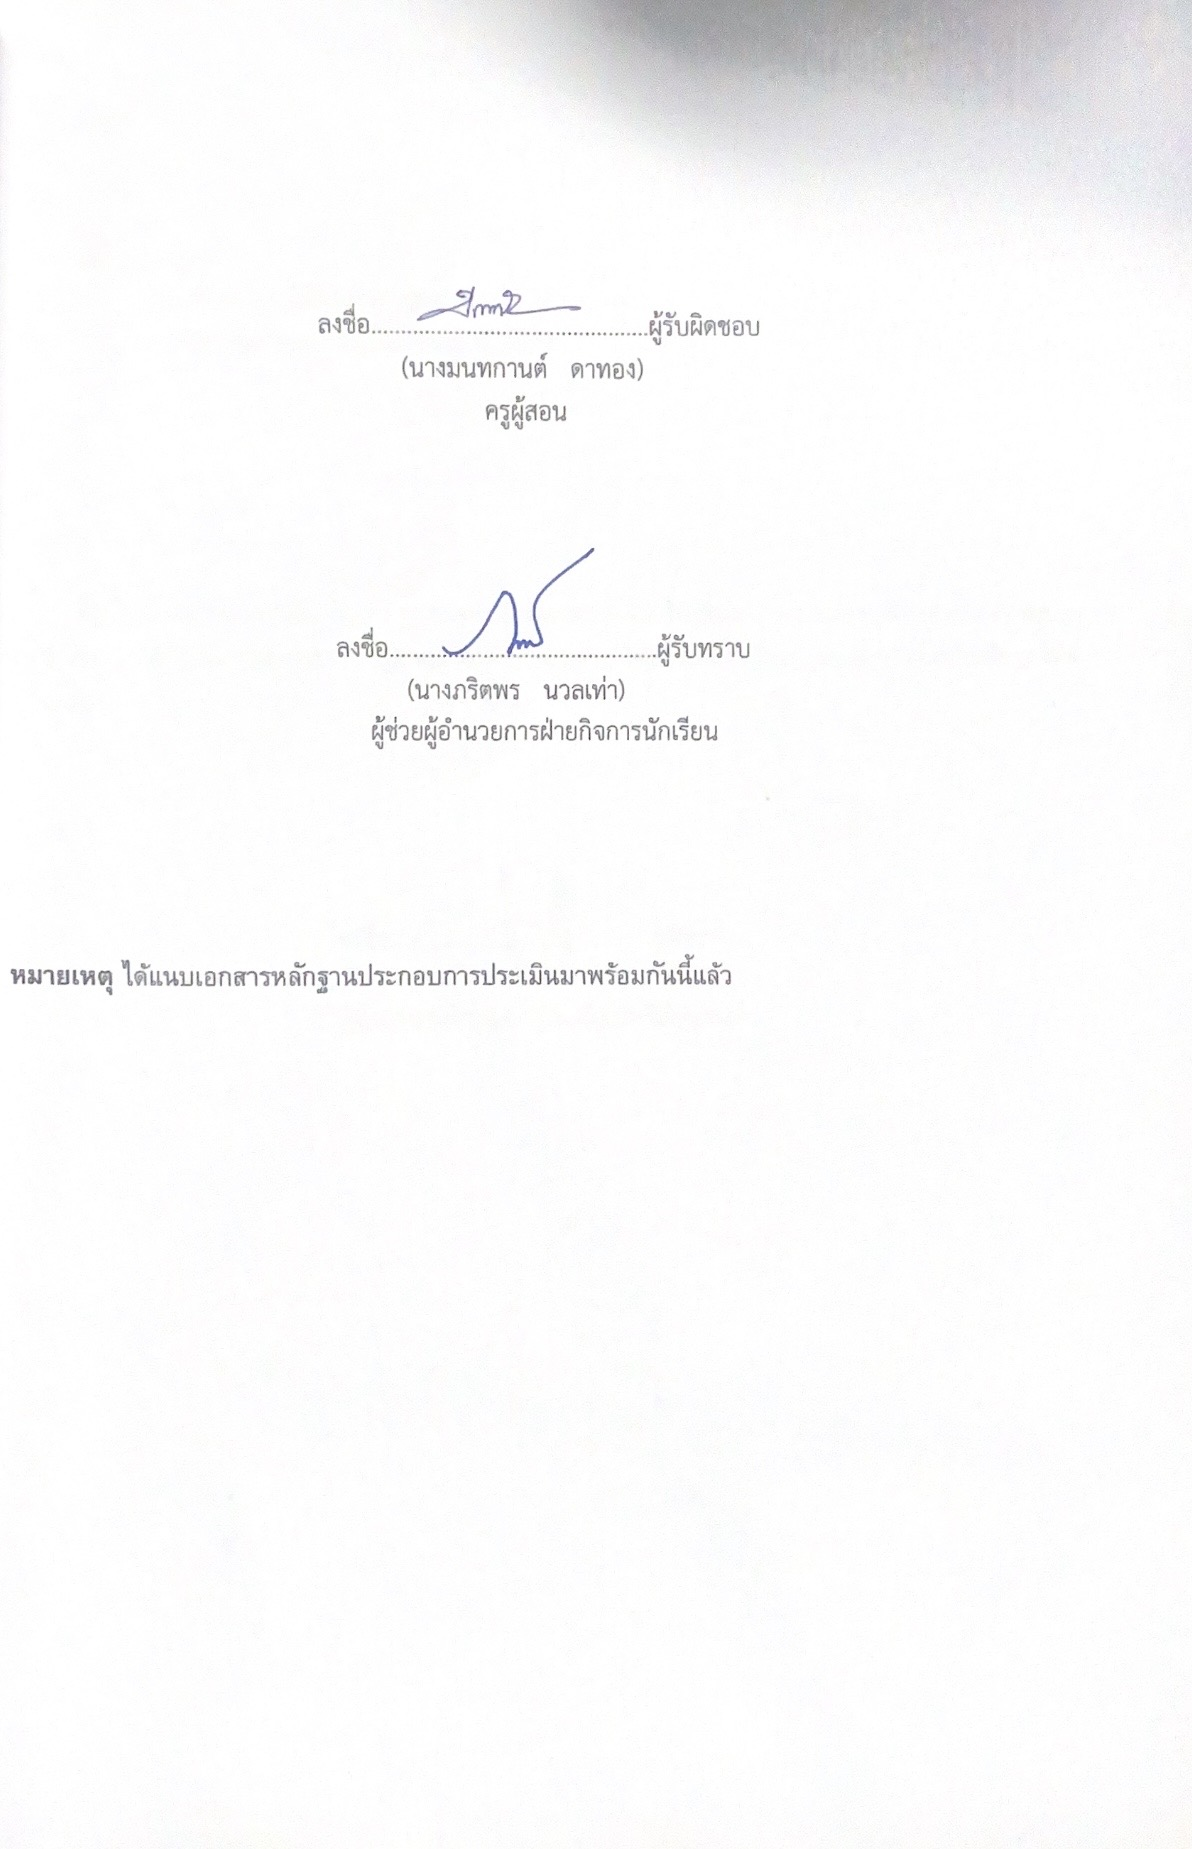 ลงชื่อ..............................................ผู้รับผิดชอบ
(นางมนทกานต์ ดาทอง)
ครูผู้สอน
ลงชื่อ..............................................ผู้รับทราบ
(นางภริตพร นวลเท่า)
ผู้ช่วยผู้อำนวยการฝ่ายกิจการนักเรียน
หมายเหตุ ได้แนบเอกสารหลักฐานประกอบการประเมินมาพร้อมกันนี้แล้ว